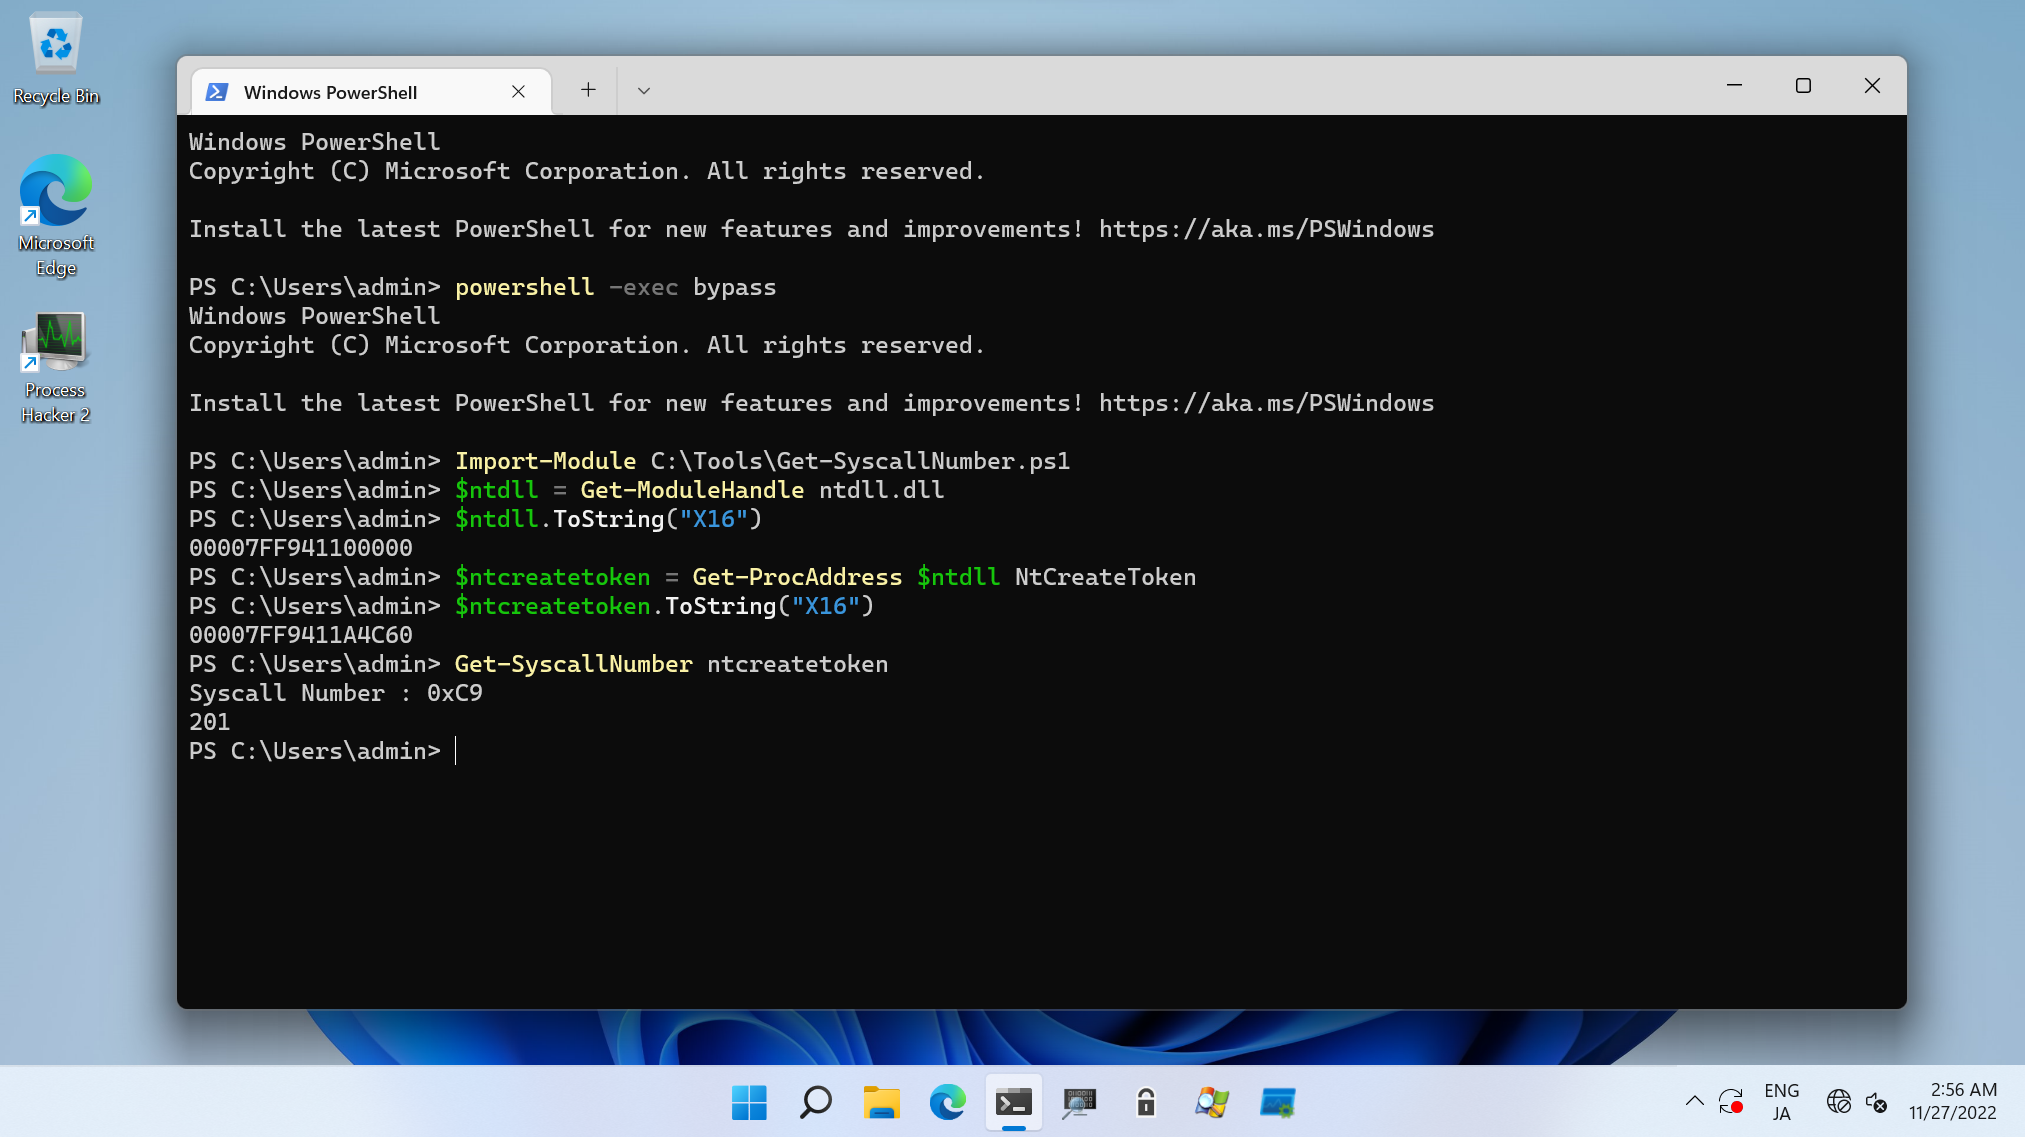 Recycle Bin
Microsoft
Edge
Process
Hacker 2
Windows PowerShell
Windows PowerShell
Copyright (C) Microsoft Corporation. All rights reserved.
Install the latest PowerShell for new features and improvements! https://aka.ms/PSWindows
PS C:\Users\admin> powershell -exec bypass
Windows PowerShell
Copyright (C) Microsoft Corporation. All rights reserved.
Install the latest PowerShell for new features and improvements! https://aka.ms/PSWindows
PS C:\Users\admin> Import-Module C:\Tools\Get-SyscallNumber.ps1
PS C:\Users\admin> $ntdll = Get-ModuleHandle ntdll.dll
PS C:\Users\admin> $ntdll.ToString("X16")
00007FF941100000
PS C:\Users\admin> $ntcreatetoken = Get-ProcAddress $ntdll NtCreateToken
PS C:\Users\admin> $ntcreatetoken.ToString("X16")
00007FF9411A4C60
PS C:\Users\admin> Get-SyscallNumber ntcreatetoken
Syscall Number : 0xC9
201
PS C:\Users\admin>
ENG
JA
2:56 AM
11/27/2022